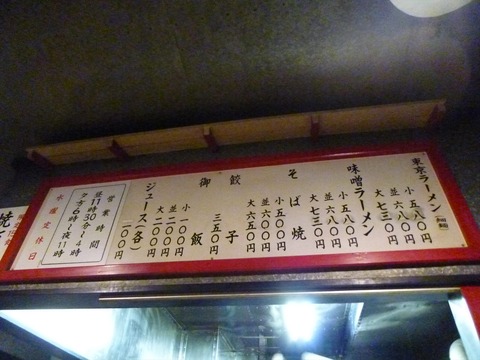 東京ラーメン
小 五八〇円
並 六八〇円
大 七三〇円
味噌ラーメン
小 五八〇円
並 六八〇円
大 七三〇円
そば焼
小 五〇〇円
並 六〇〇円
大 六五〇円
餃子
三五〇円
御飯
小 一〇〇円
並 一五〇円
大 二〇〇円
ジュース(各)
二〇〇円
営業時間
昼11時30分〜4時
夕方6時〜夜11時
水曜定休日
焼